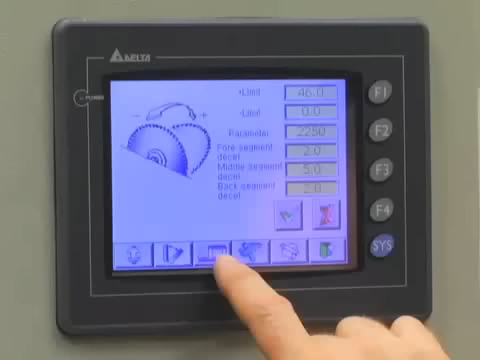 DELTA
POWER
+Limit 46.0
-Limit 0.0
Parameter 2250
Fore segment decel 2.0
Middle segment decel 5.0
Back segment decel 2.0
- +
F1
F2
F3
F4
SYS